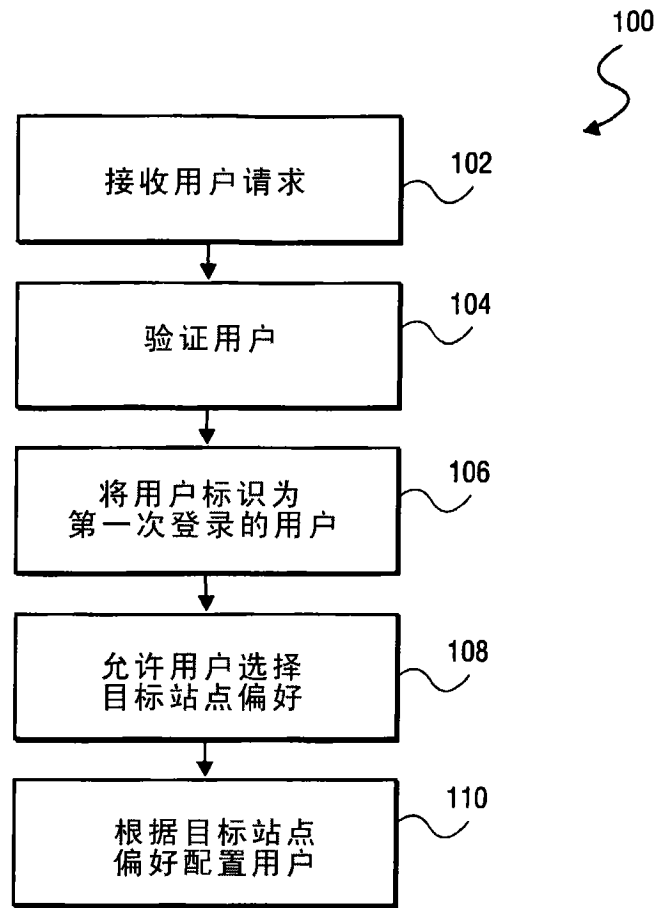 100
接收用户请求
102
验证用户
104
将用户标识为
第一次登录的用户
106
允许用户选择
目标站点偏好
108
根据目标站点
偏好配置用户
110